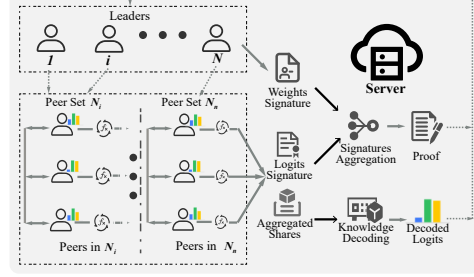 Leaders
1
i
N
Server
Weights
Signature
Peer Set N_i
Peer Set N_n
Logits
Signature
Signatures
Aggregation
Proof
Aggregated
Shares
Knowledge
Decoding
Decoded
Logits
Peers in N_i
Peers in N_n